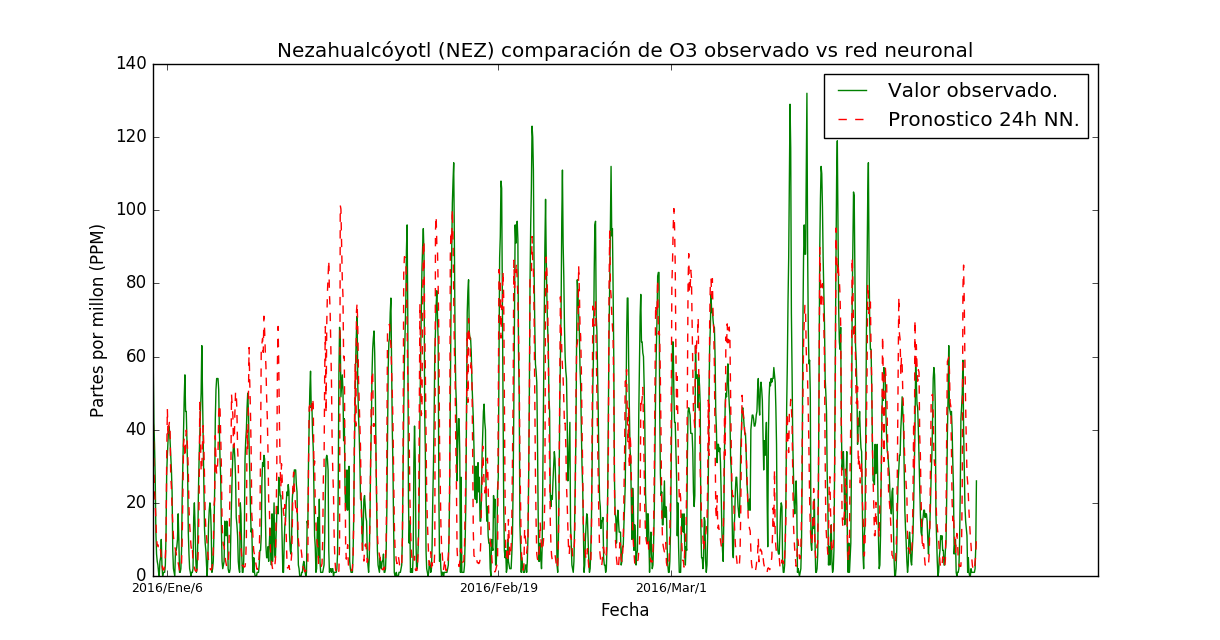 Nezahualcóyotl (NEZ) comparación de O3 observado vs red neuronal
Valor observado.
Pronostico 24h NN.
Partes por millon (PPM)
140
120
100
80
60
40
20
0
2016/Ene/6
2016/Feb/19
2016/Mar/1
Fecha